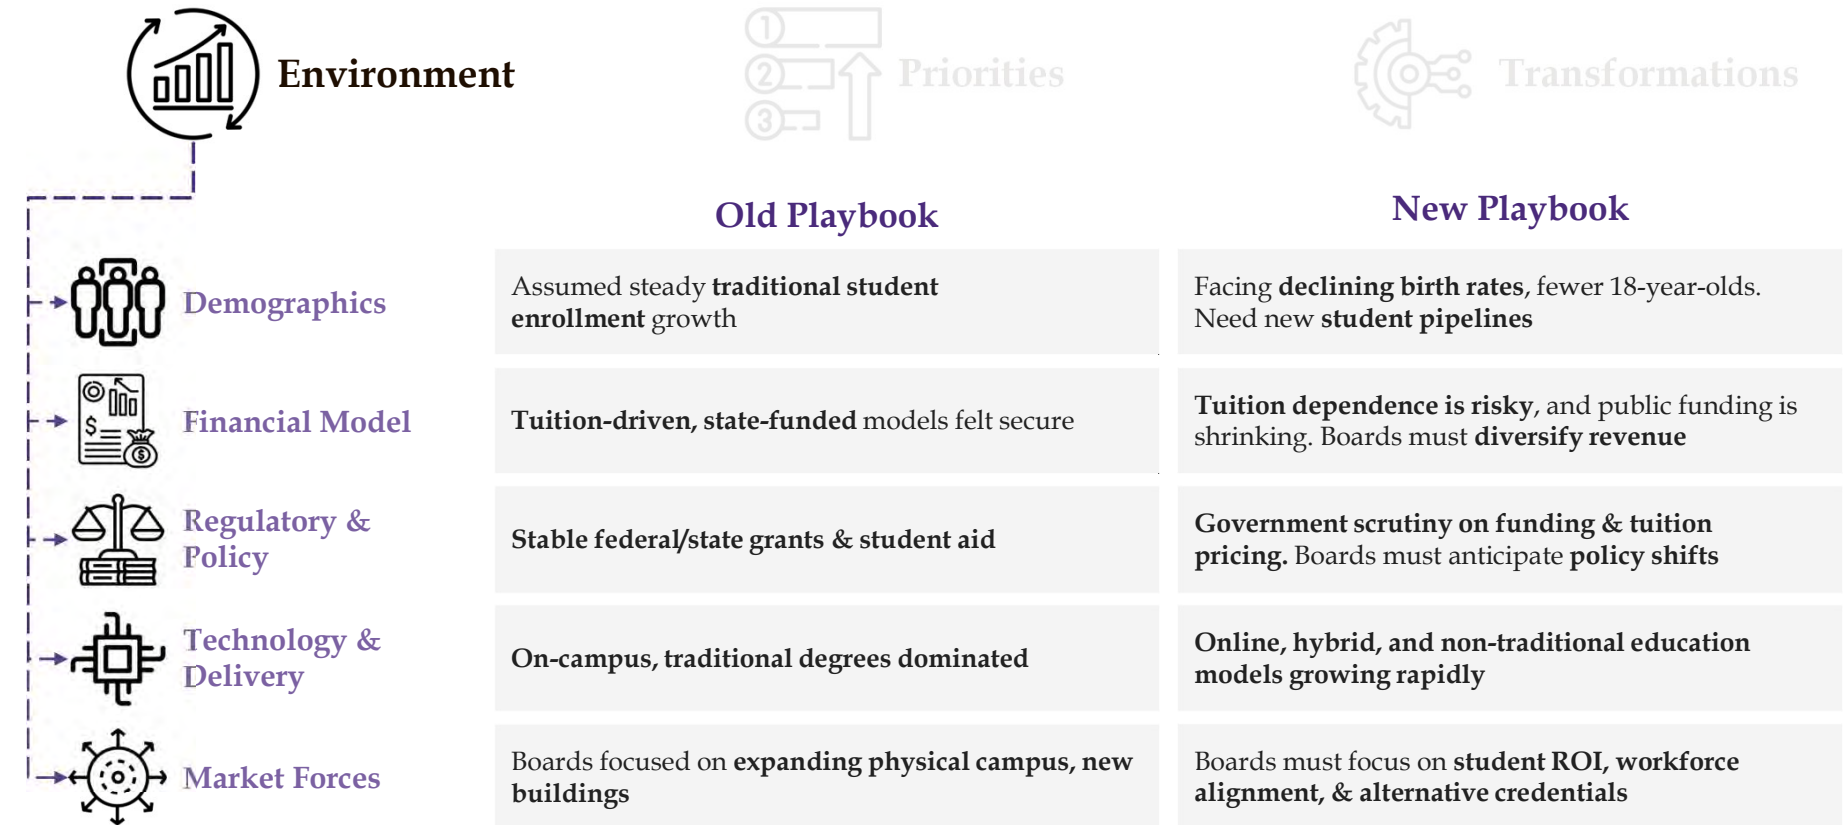 Environment
1
2
3
Priorities
Transformations
Old Playbook
New Playbook
Demographics
Assumed steady traditional student
enrollment growth
Facing declining birth rates, fewer 18-year-olds.
Need new student pipelines
$
$
Financial Model
Tuition-driven, state-funded models felt secure
Tuition dependence is risky, and public funding is
shrinking. Boards must diversify revenue
Regulatory &
Policy
Stable federal/state grants & student aid
Government scrutiny on funding & tuition
pricing. Boards must anticipate policy shifts
Technology &
Delivery
On-campus, traditional degrees dominated
Online, hybrid, and non-traditional education
models growing rapidly
Market Forces
Boards focused on expanding physical campus, new
buildings
Boards must focus on student ROI, workforce
alignment, & alternative credentials